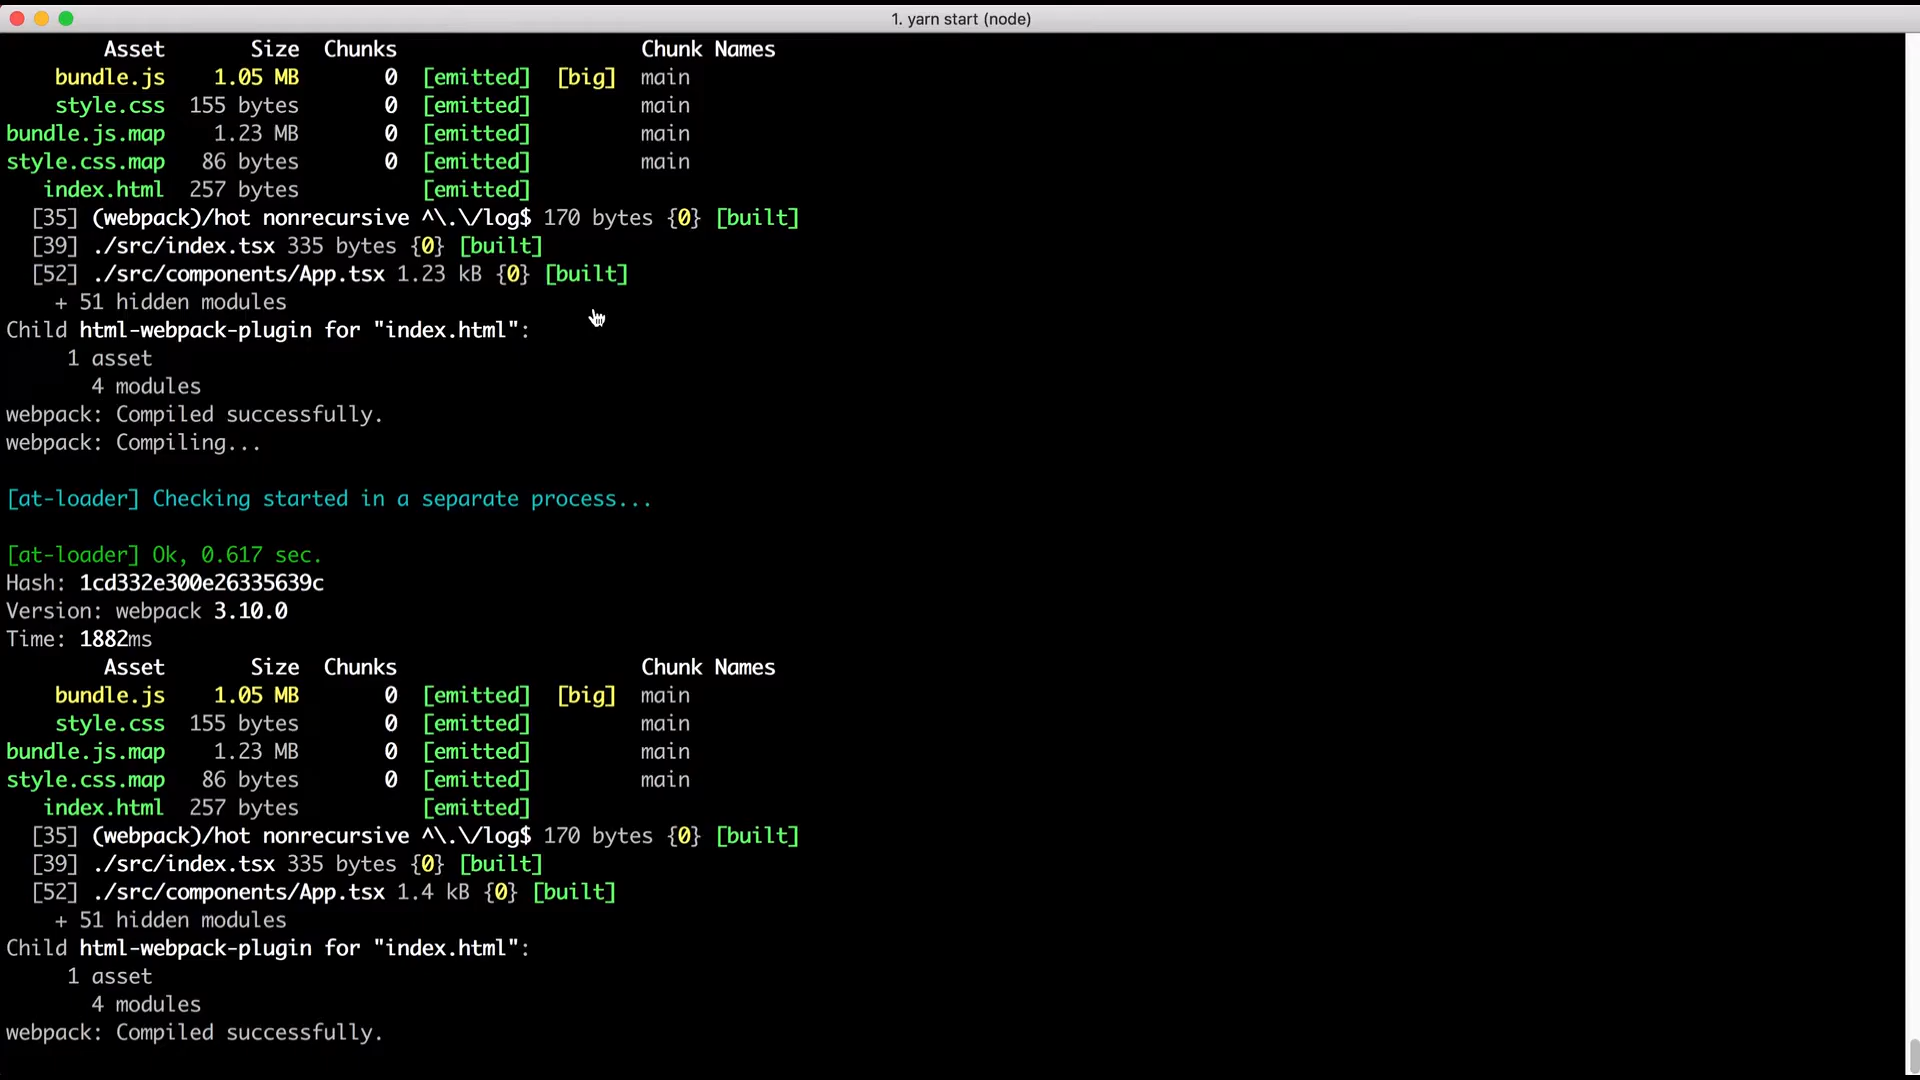 1. yarn start (node)
Asset Size Chunks Chunk Names
bundle.js 1.05 MB 0 [emitted] [big] main
style.css 155 bytes 0 [emitted] main
bundle.js.map 1.23 MB 0 [emitted] main
style.css.map 86 bytes 0 [emitted] main
index.html 257 bytes [emitted]
[35] (webpack)/hot nonrecursive ^\.\/log$ 170 bytes {0} [built]
[39] ./src/index.tsx 335 bytes {0} [built]
[52] ./src/components/App.tsx 1.23 kB {0} [built]
+ 51 hidden modules
Child html-webpack-plugin for "index.html":
1 asset
4 modules
webpack: Compiled successfully.
webpack: Compiling...
[at-loader] Checking started in a separate process...
[at-loader] Ok, 0.617 sec.
Hash: 1cd332e300e26335639c
Version: webpack 3.10.0
Time: 1882ms
Asset Size Chunks Chunk Names
bundle.js 1.05 MB 0 [emitted] [big] main
style.css 155 bytes 0 [emitted] main
bundle.js.map 1.23 MB 0 [emitted] main
style.css.map 86 bytes 0 [emitted] main
index.html 257 bytes [emitted]
[35] (webpack)/hot nonrecursive ^\.\/log$ 170 bytes {0} [built]
[39] ./src/index.tsx 335 bytes {0} [built]
[52] ./src/components/App.tsx 1.4 kB {0} [built]
+ 51 hidden modules
Child html-webpack-plugin for "index.html":
1 asset
4 modules
webpack: Compiled successfully.